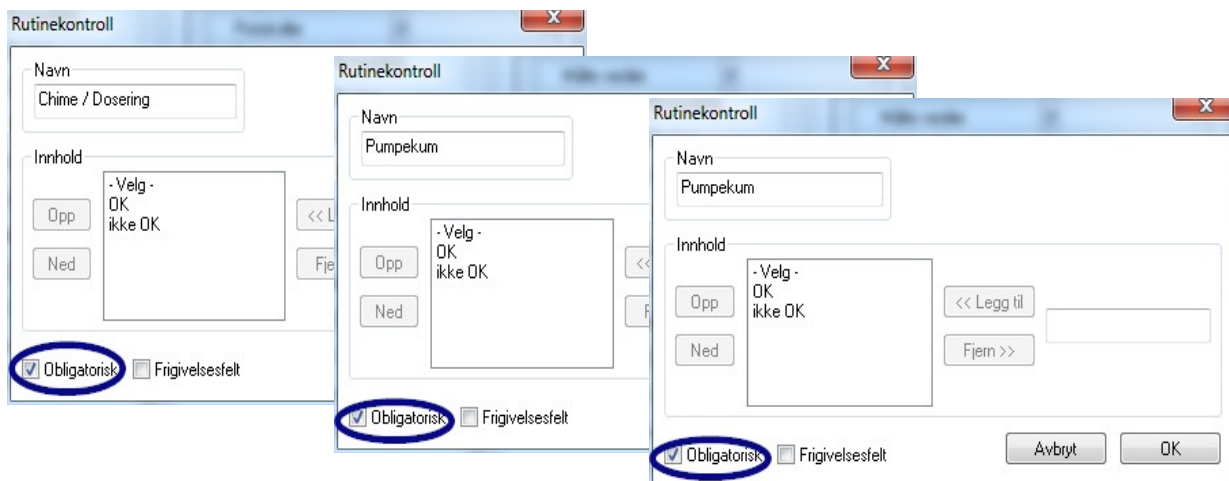 Rutinekontroll
Navn
Chime / Dosering
Innhold
- Velg -
OK
ikke OK
Opp
Ned
<< L
Fje
Obligatorisk
Frigivelsesfelt
Rutinekontroll
Navn
Pumpekum
Innhold
- Velg -
OK
ikke OK
Opp
Ned
<<
F
Obligatorisk
Frigivelsesfelt
Rutinekontroll
Navn
Pumpekum
Innhold
- Velg -
OK
ikke OK
Opp
Ned
<< Legg til
Fjern >>
Obligatorisk
Frigivelsesfelt
Avbryt
OK